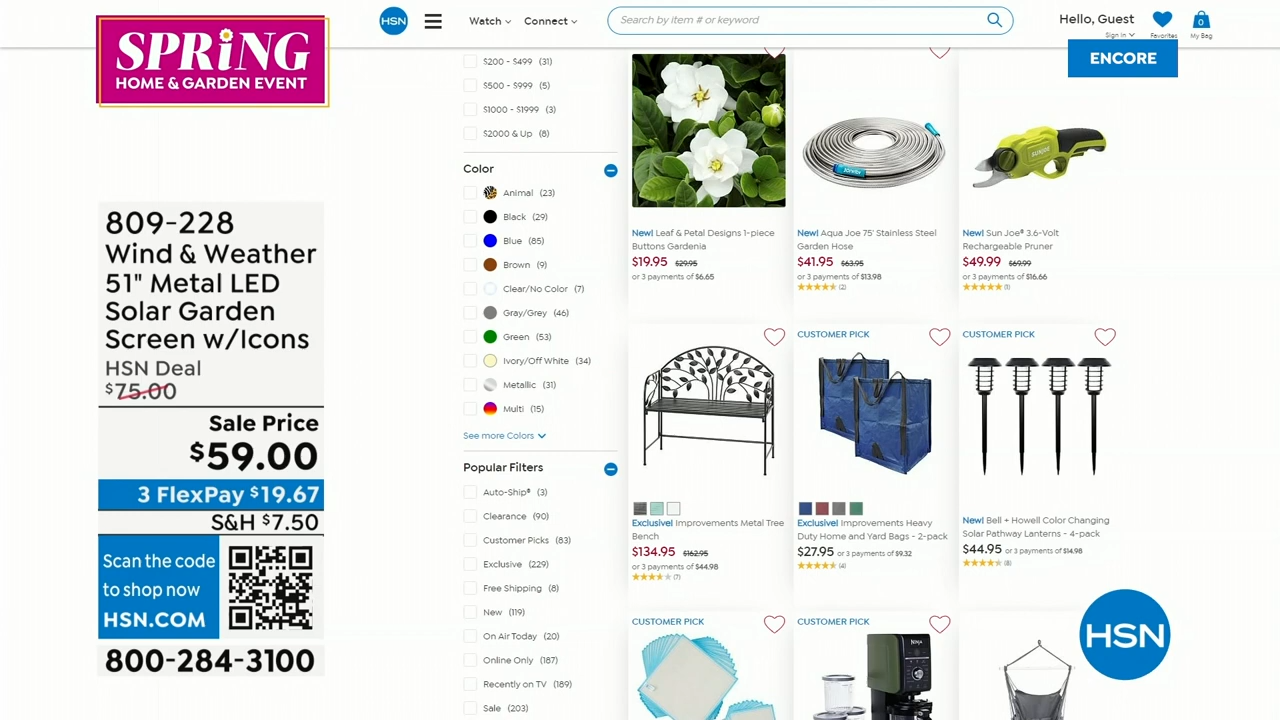 SPRING
HOME & GARDEN EVENT
HSN
Watch
Connect
Search by item # or keyword
Hello, Guest
Sign In
Favorites
0
My Bag
ENCORE
809-228
Wind & Weather
51" Metal LED
Solar Garden
Screen w/Icons
HSN Deal
$75.00
Sale Price
$59.00
3 FlexPay $19.67
S&H $7.50
Scan the code
to shop now
HSN.COM
800-284-3100
$200 - $499 (31)
$500 - $999 (5)
$1000 - $1999 (3)
$2000 & Up (8)
Color
Animal (23)
Black (29)
Blue (85)
Brown (9)
Clear/No Color (7)
Gray/Grey (46)
Green (53)
Ivory/Off White (34)
Metallic (31)
Multi (15)
See more Colors
Popular Filters
Auto-Ship® (3)
Clearance (90)
Customer Picks (83)
Exclusive (229)
Free Shipping (8)
New (119)
On Air Today (20)
Online Only (187)
Recently on TV (189)
Sale (203)
New! Leaf & Petal Designs 1-piece
Buttons Gardenia
$19.95 $29.95
or 3 payments of $6.65
New! Aqua Joe 75' Stainless Steel
Garden Hose
$41.95 $63.95
or 3 payments of $13.98
(2)
SUNJOE
New! Sun Joe® 3.6-Volt
Rechargeable Pruner
$49.99 $69.99
or 3 payments of $16.66
(1)
Exclusive! Improvements Metal Tree
Bench
$134.95 $162.95
or 3 payments of $44.98
(7)
CUSTOMER PICK
Exclusive! Improvements Heavy
Duty Home and Yard Bags - 2-pack
$27.95 or 3 payments of $9.32
(4)
CUSTOMER PICK
New! Bell + Howell Color Changing
Solar Pathway Lanterns - 4-pack
$44.95 or 3 payments of $14.98
(8)
CUSTOMER PICK
CUSTOMER PICK
NINJA
HSN